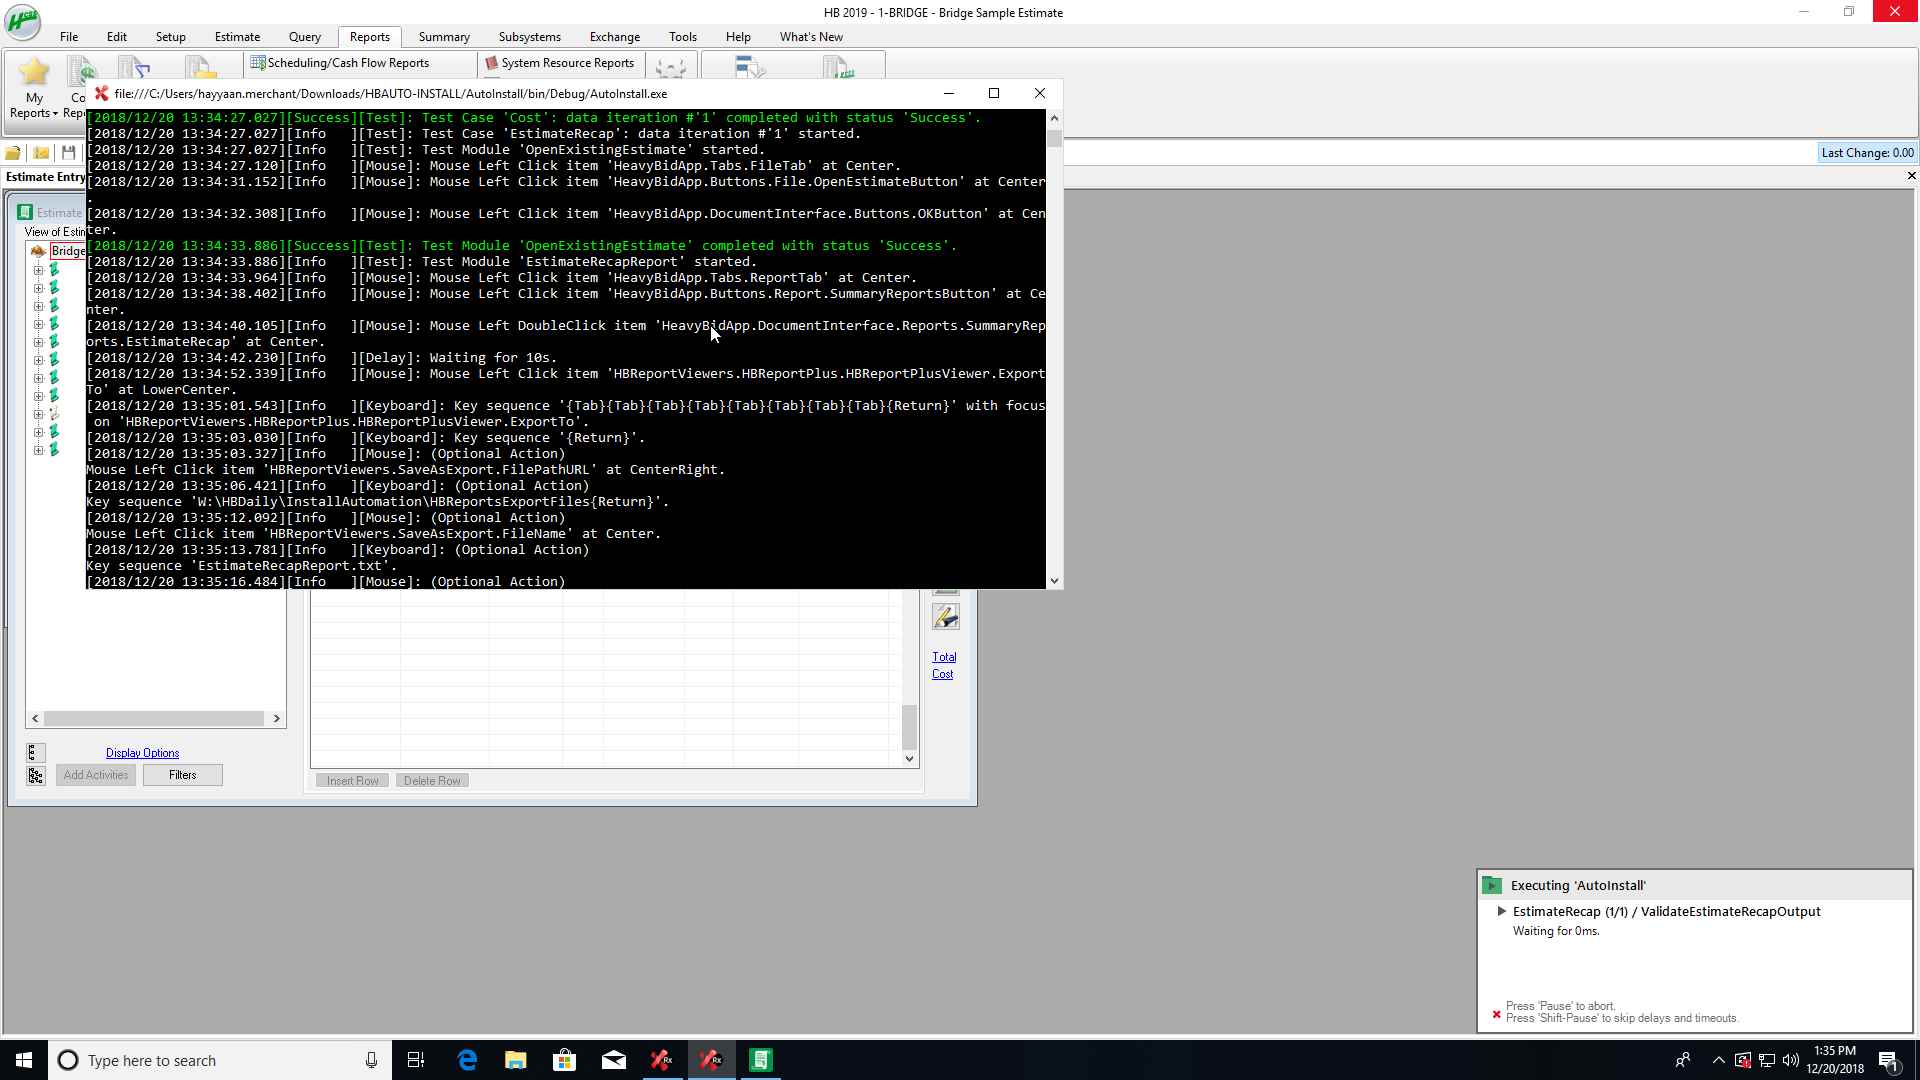 HB 2019 - 1-BRIDGE - Bridge Sample Estimate
File Edit Setup Estimate Query Reports Summary Subsystems Exchange Tools Help What's New
Scheduling/Cash Flow Reports
System Resource Reports
My
Reports
Co
Rep
file:///C:/Users/hayyaan.merchant/Downloads/HBAUTO-INSTALL/AutoInstall/bin/Debug/AutoInstall.exe
Last Change: 0.00
Estimate Entry
Estimate
View of Estim
Bridge
[2018/12/20 13:34:27.027][Success][Test]: Test Case 'Cost': data iteration #'1' completed with status 'Success'.
[2018/12/20 13:34:27.027][Info   ][Test]: Test Case 'EstimateRecap': data iteration #'1' started.
[2018/12/20 13:34:27.027][Info   ][Test]: Test Module 'OpenExistingEstimate' started.
[2018/12/20 13:34:27.120][Info   ][Mouse]: Mouse Left Click item 'HeavyBidApp.Tabs.FileTab' at Center.
[2018/12/20 13:34:31.152][Info   ][Mouse]: Mouse Left Click item 'HeavyBidApp.Buttons.File.OpenEstimateButton' at Center
.
[2018/12/20 13:34:32.308][Info   ][Mouse]: Mouse Left Click item 'HeavyBidApp.DocumentInterface.Buttons.OKButton' at Cen
ter.
[2018/12/20 13:34:33.886][Success][Test]: Test Module 'OpenExistingEstimate' completed with status 'Success'.
[2018/12/20 13:34:33.886][Info   ][Test]: Test Module 'EstimateRecapReport' started.
[2018/12/20 13:34:33.964][Info   ][Mouse]: Mouse Left Click item 'HeavyBidApp.Tabs.ReportTab' at Center.
[2018/12/20 13:34:38.402][Info   ][Mouse]: Mouse Left Click item 'HeavyBidApp.Buttons.Report.SummaryReportsButton' at Ce
nter.
[2018/12/20 13:34:40.105][Info   ][Mouse]: Mouse Left DoubleClick item 'HeavyBidApp.DocumentInterface.Reports.SummaryRep
orts.EstimateRecap' at Center.
[2018/12/20 13:34:42.230][Info   ][Delay]: Waiting for 10s.
[2018/12/20 13:34:52.339][Info   ][Mouse]: Mouse Left Click item 'HBReportViewers.HBReportPlus.HBReportPlusViewer.Export
To' at LowerCenter.
[2018/12/20 13:35:01.543][Info   ][Keyboard]: Key sequence '{Tab}{Tab}{Tab}{Tab}{Tab}{Tab}{Tab}{Tab}{Return}' with focus
 on 'HBReportViewers.HBReportPlus.HBReportPlusViewer.ExportTo'.
[2018/12/20 13:35:03.030][Info   ][Keyboard]: Key sequence '{Return}'.
[2018/12/20 13:35:03.327][Info   ][Mouse]: (Optional Action)
Mouse Left Click item 'HBReportViewers.SaveAsExport.FilePathURL' at CenterRight.
[2018/12/20 13:35:06.421][Info   ][Keyboard]: (Optional Action)
Key sequence 'W:\HBDaily\InstallAutomation\HBReportsExportFiles{Return}'.
[2018/12/20 13:35:12.092][Info   ][Mouse]: (Optional Action)
Mouse Left Click item 'HBReportViewers.SaveAsExport.FileName' at Center.
[2018/12/20 13:35:13.781][Info   ][Keyboard]: (Optional Action)
Key sequence 'EstimateRecapReport.txt'.
[2018/12/20 13:35:16.484][Info   ][Mouse]: (Optional Action)
Total
Cost
Display Options
Add Activities
Filters
Insert Row
Delete Row
Executing 'AutoInstall'
EstimateRecap (1/1) / ValidateEstimateRecapOutput
Waiting for 0ms.
Press 'Pause' to abort.
Press 'Shift-Pause' to skip delays and timeouts.
Type here to search
1:35 PM
12/20/2018
1